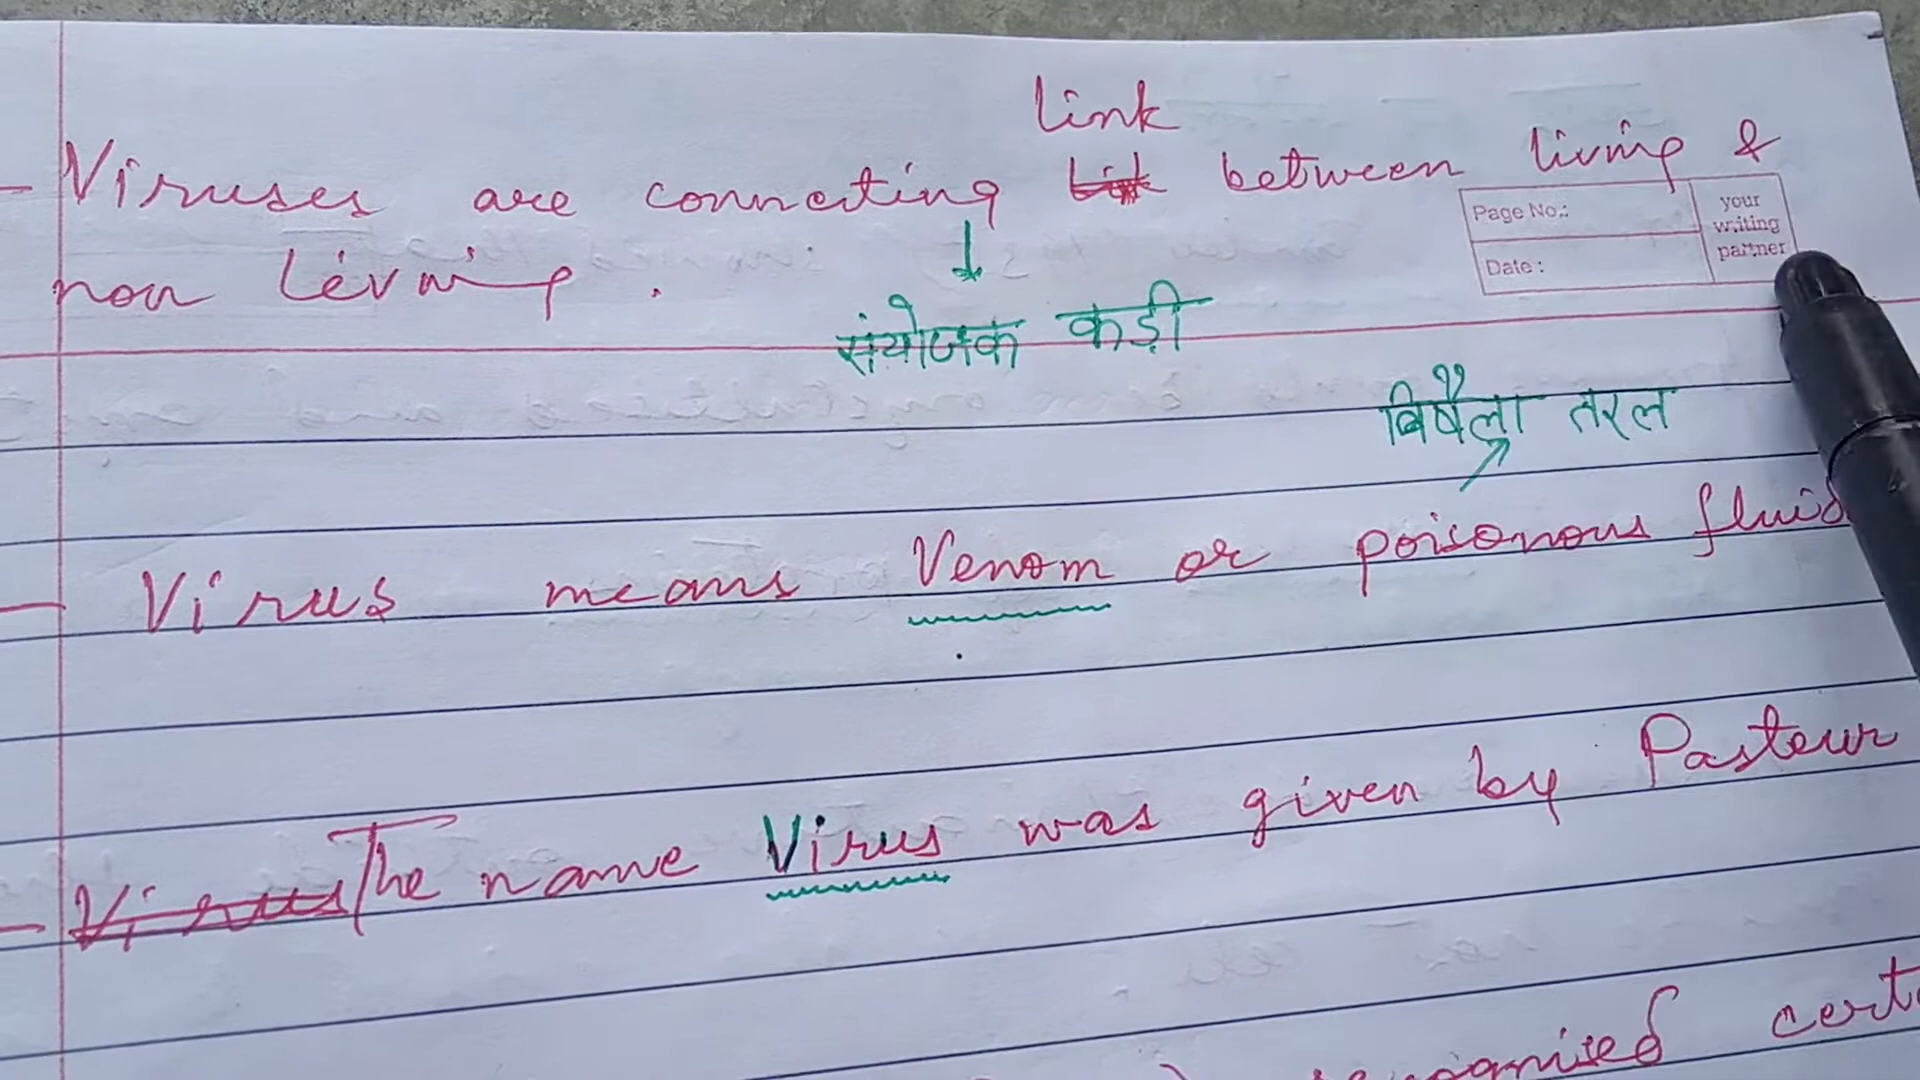 link
- Viruses are connecting between living &
Page No.:
your
writing
partner
Date :
non living.
संयोजक कड़ी
विषैला तरल
- Virus means Venom or poisonous fluid
- The name Virus was given by Pasteur
recognised